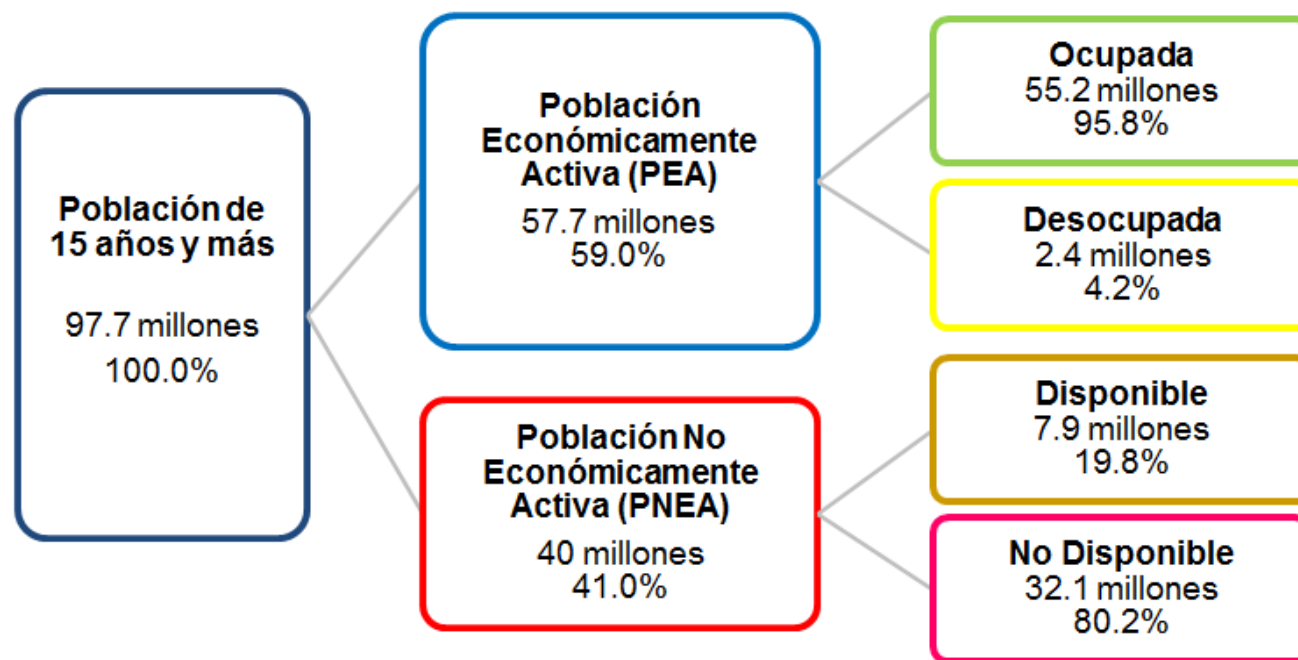 Población de
15 años y más
97.7 millones
100.0%
Población
Económicamente
Activa (PEA)
57.7 millones
59.0%
Ocupada
55.2 millones
95.8%
Desocupada
2.4 millones
4.2%
Población No
Económicamente
Activa (PNEA)
40 millones
41.0%
Disponible
7.9 millones
19.8%
No Disponible
32.1 millones
80.2%